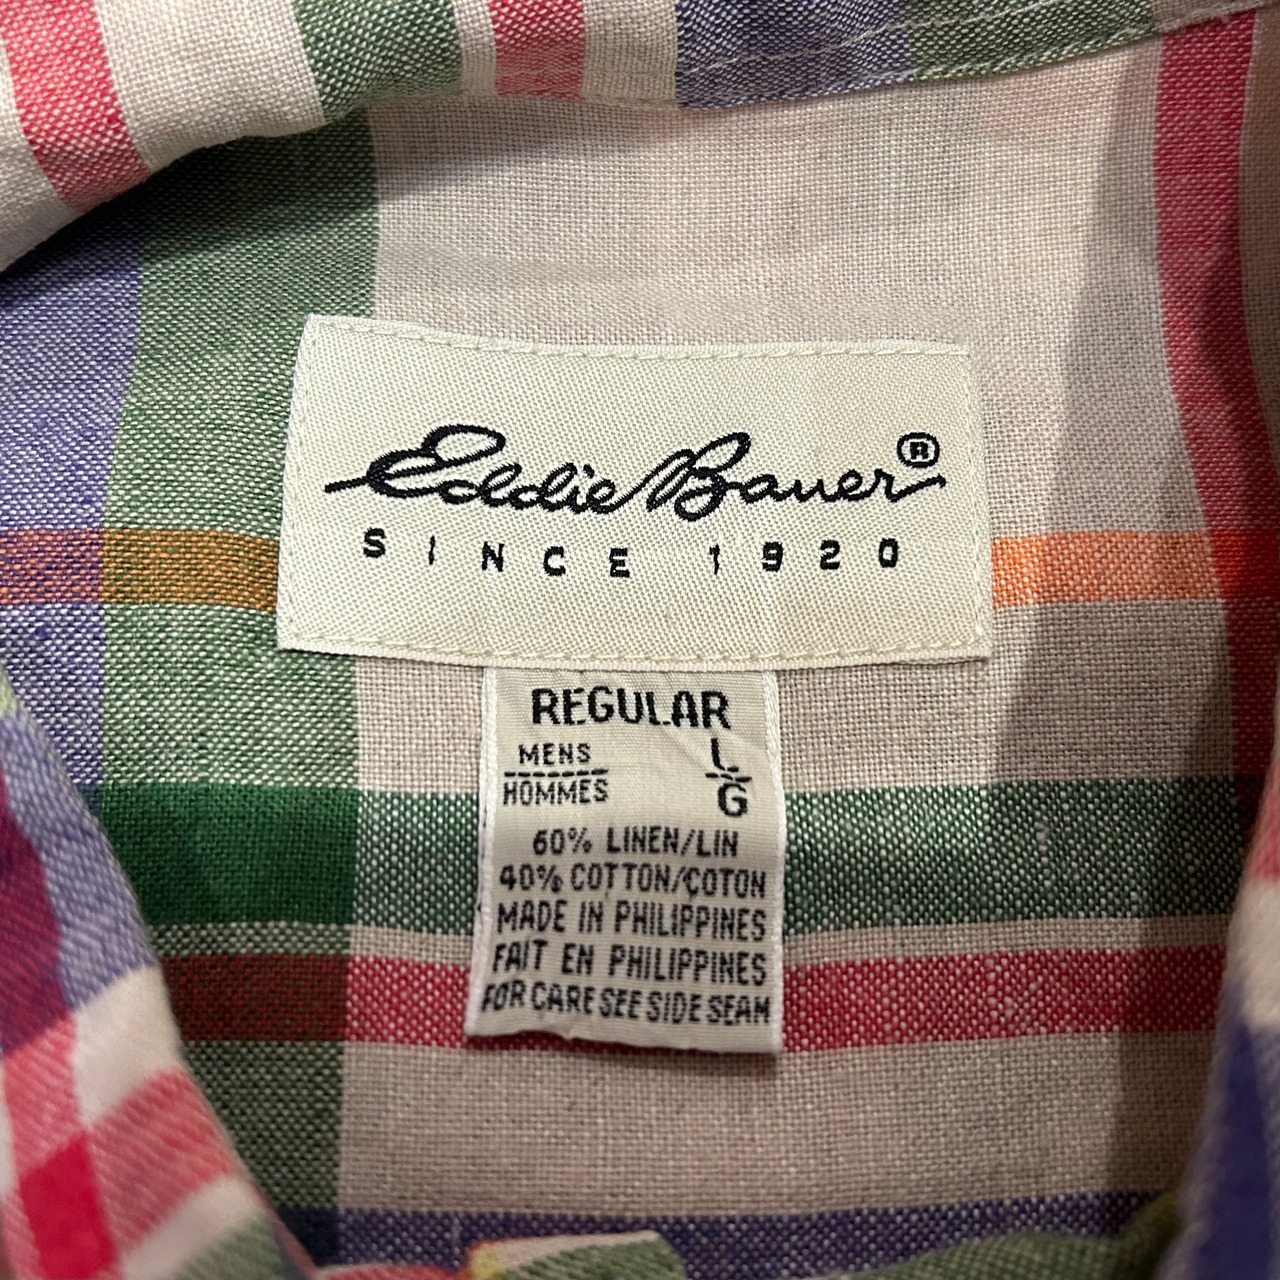 Eddie Bauer®
SINCE 1920
REGULAR
MENS L
HOMMES G
60% LINEN/LIN
40% COTTON/COTON
MADE IN PHILIPPINES
FAIT EN PHILIPPINES
FOR CARE SEE SIDE SEAM